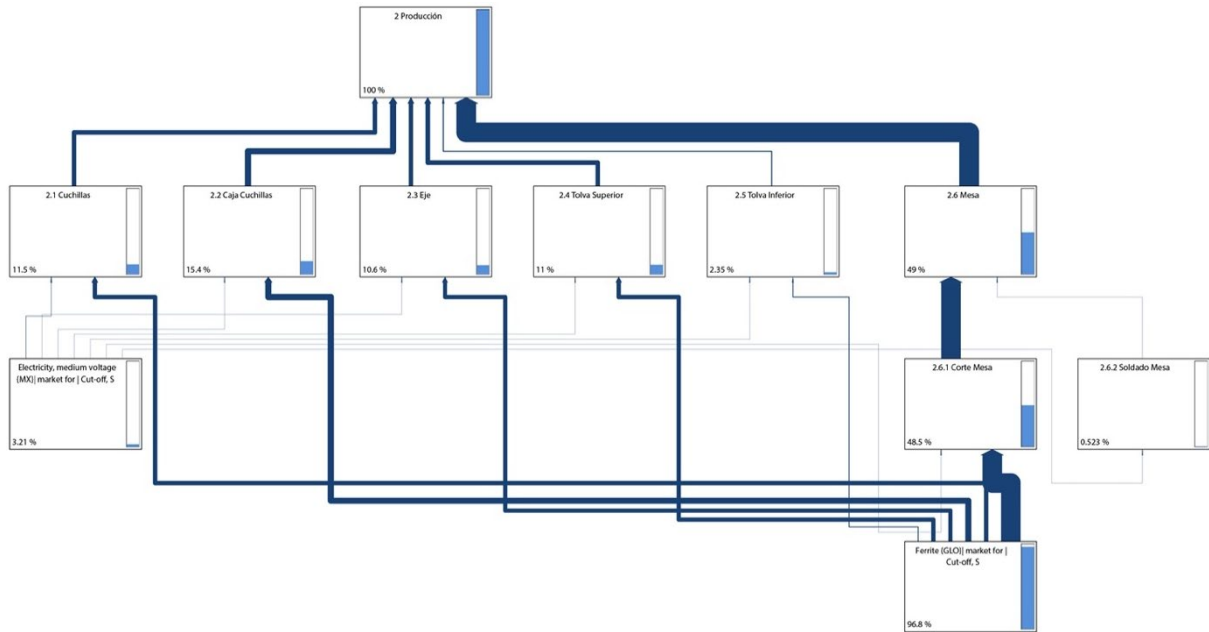 2 Producción
100 %
2.1 Cuchillas
11.5 %
2.2 Caja Cuchillas
15.4 %
2.3 Eje
10.6 %
2.4 Tolva Superior
11 %
2.5 Tolva Inferior
2.35 %
2.6 Mesa
49 %
Electricity, medium voltage
{MX}| market for | Cut-off, S
3.21 %
2.6.1 Corte Mesa
48.5 %
2.6.2 Soldado Mesa
0.523 %
Ferrite {GLO}| market for |
Cut-off, S
96.8 %